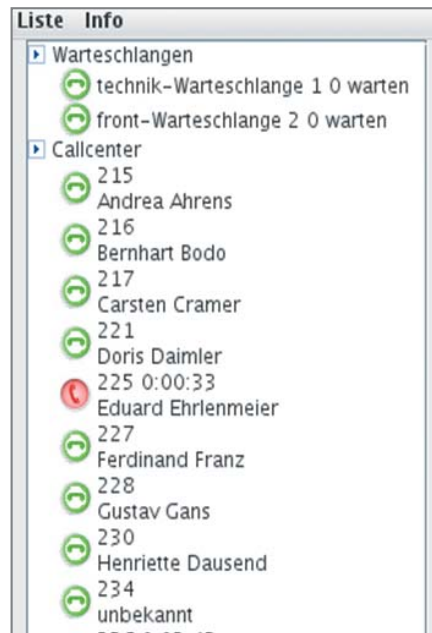 Liste Info
Warteschlangen
technik-Warteschlange 1 0 warten
front-Warteschlange 2 0 warten
Callcenter
215
Andrea Ahrens
216
Bernhart Bodo
217
Carsten Cramer
221
Doris Daimler
225 0:00:33
Eduard Ehrlenmeier
227
Ferdinand Franz
228
Gustav Gans
230
Henriette Dausend
234
unbekannt